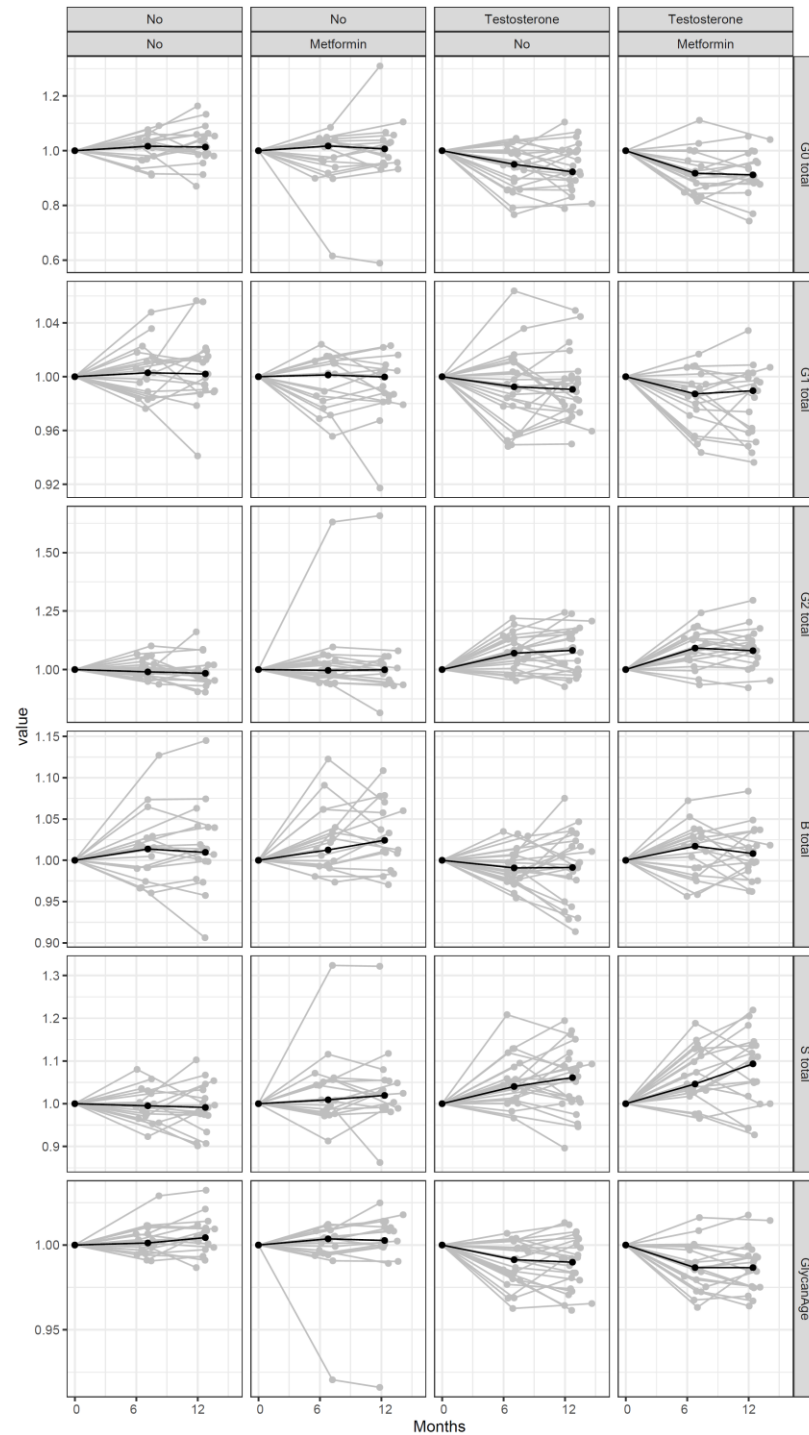 No No Testosterone Testosterone
No Metformin No Metformin
1.2
1.0
0.8
0.6
G0 total
1.04
1.00
0.96
0.92
G1 total
1.50
1.25
1.00
G2 total
value
1.15
1.10
1.05
1.00
0.95
0.90
B total
1.3
1.2
1.1
1.0
0.9
S total
1.00
0.95
GlycanAge
0 6 12 0 6 12 0 6 12 0 6 12
Months